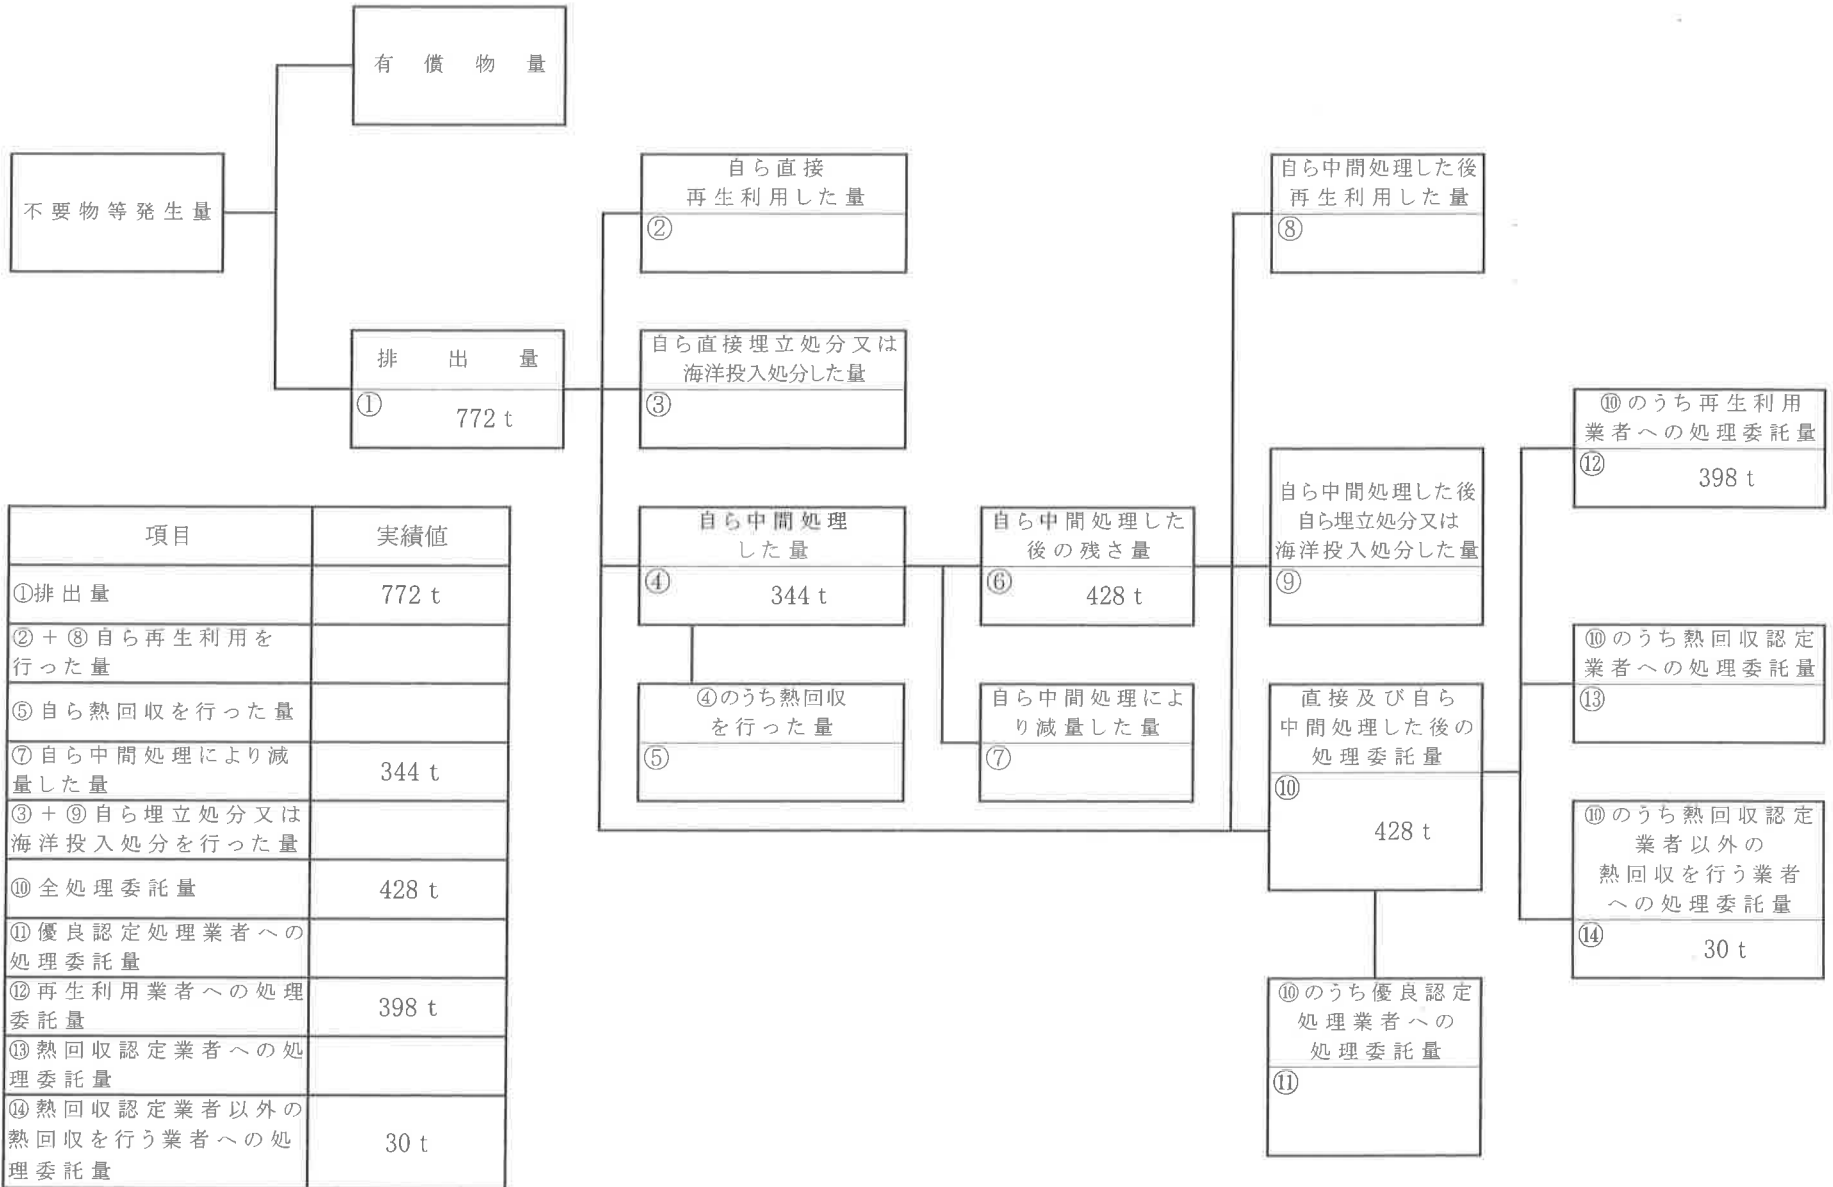 有償物量
不要物等発生量
排出量
①
772 t
自ら直接
再生利用した量
②
自ら直接埋立処分又は
海洋投入処分した量
③
自ら中間処理
した量
④
344 t
④のうち熱回収
を行った量
⑤
自ら中間処理した
後の残さ量
⑥
428 t
自ら中間処理によ
り減量した量
⑦
自ら中間処理した後
再生利用した量
⑧
自ら中間処理した後
自ら埋立処分又は
海洋投入処分した量
⑨
直接及び自ら
中間処理した後の
処理委託量
⑩
428 t
⑩のうち優良認定
処理業者への
処理委託量
⑪
⑩のうち再生利用
業者への処理委託量
⑫
398 t
⑩のうち熱回収認定
業者への処理委託量
⑬
⑩のうち熱回収認定
業者以外の
熱回収を行う業者
への処理委託量
⑭
30 t
項目 実績値
①排出量 772 t
②+⑧自ら再生利用を
行った量
⑤自ら熱回収を行った量
⑦自ら中間処理により減
量した量 344 t
③+⑨自ら埋立処分又は
海洋投入処分を行った量
⑩全処理委託量 428 t
⑪優良認定処理業者への
処理委託量
⑫再生利用業者への処理
委託量 398 t
⑬熱回収認定業者への処
理委託量
⑭熱回収認定業者以外の
熱回収を行う業者への処
理委託量 30 t